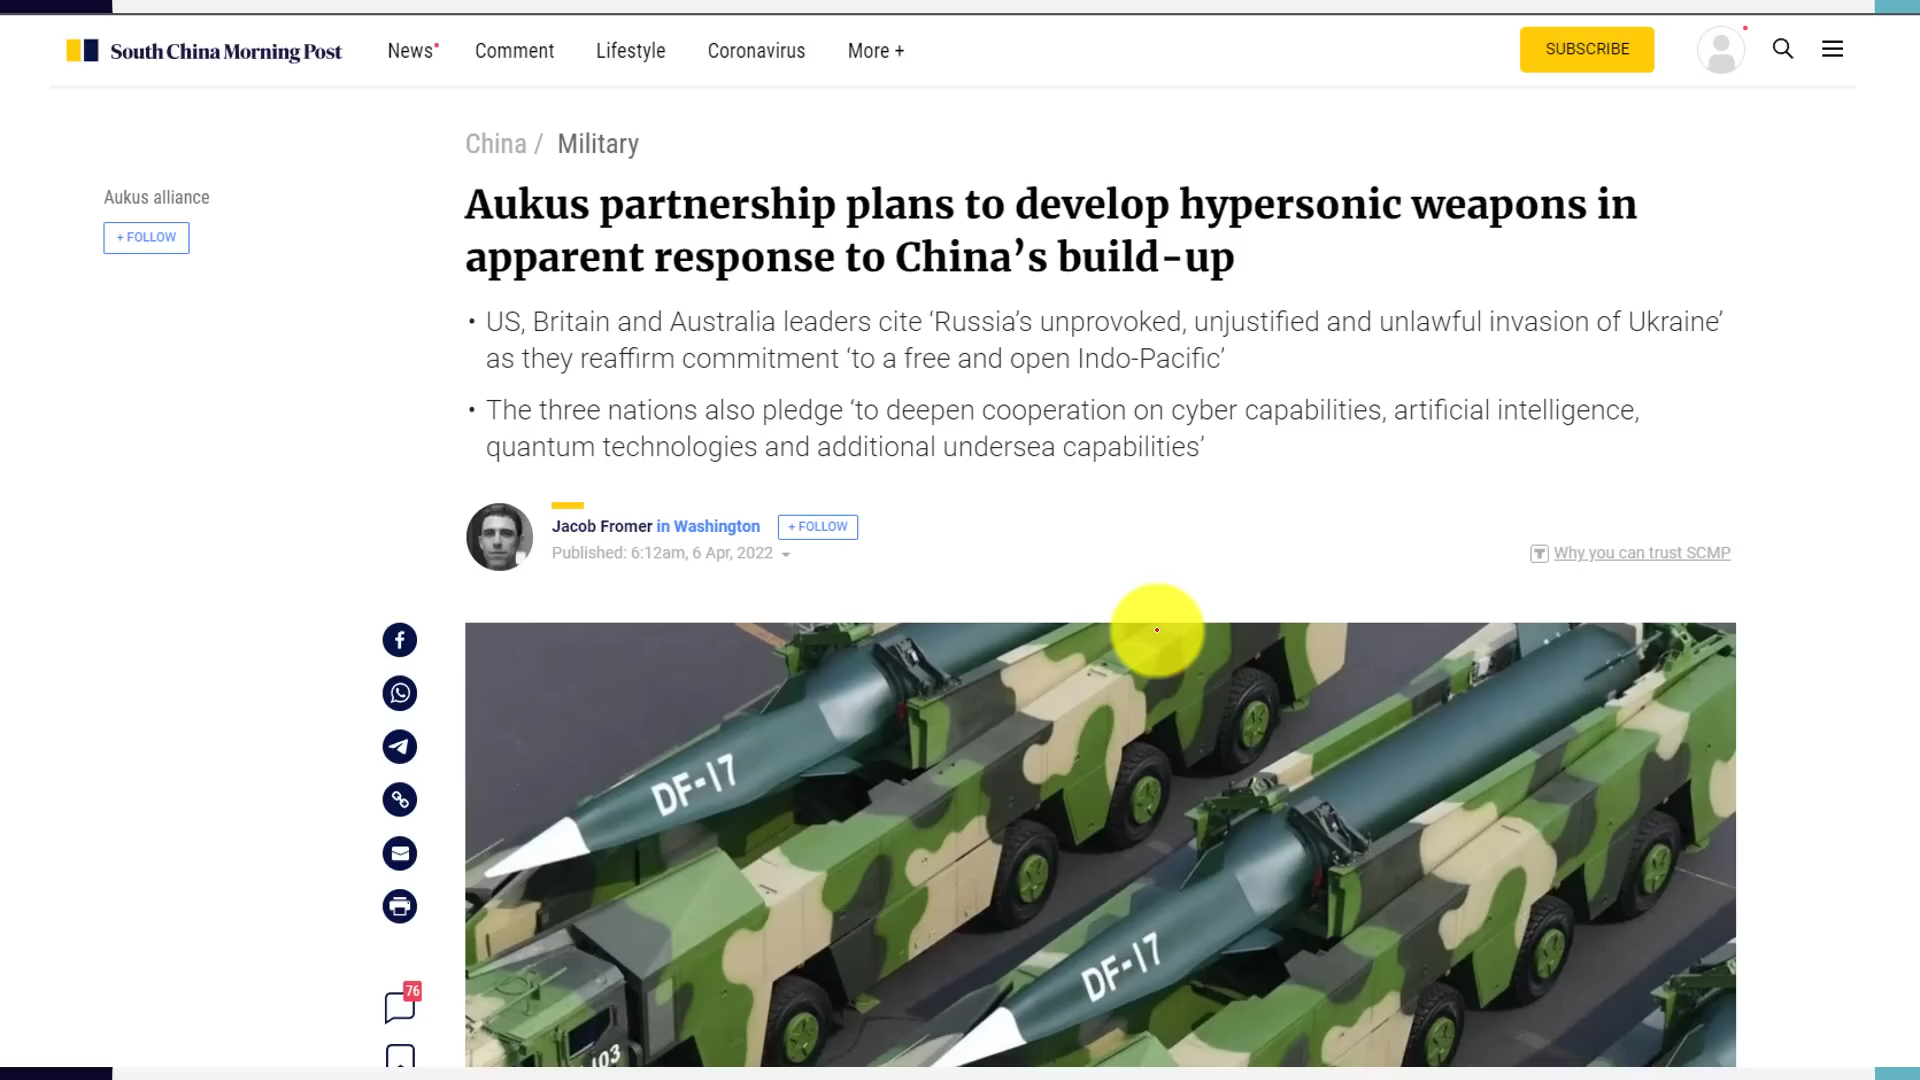 South China Morning Post
News
Comment
Lifestyle
Coronavirus
More +
SUBSCRIBE
China / Military
Aukus alliance
+ FOLLOW
Aukus partnership plans to develop hypersonic weapons in
apparent response to China’s build-up
• US, Britain and Australia leaders cite ‘Russia’s unprovoked, unjustified and unlawful invasion of Ukraine’
as they reaffirm commitment ‘to a free and open Indo-Pacific’
• The three nations also pledge ‘to deepen cooperation on cyber capabilities, artificial intelligence,
quantum technologies and additional undersea capabilities’
Jacob Fromer in Washington
+ FOLLOW
Published: 6:12am, 6 Apr, 2022
Why you can trust SCMP
DF-17
DF-17
76